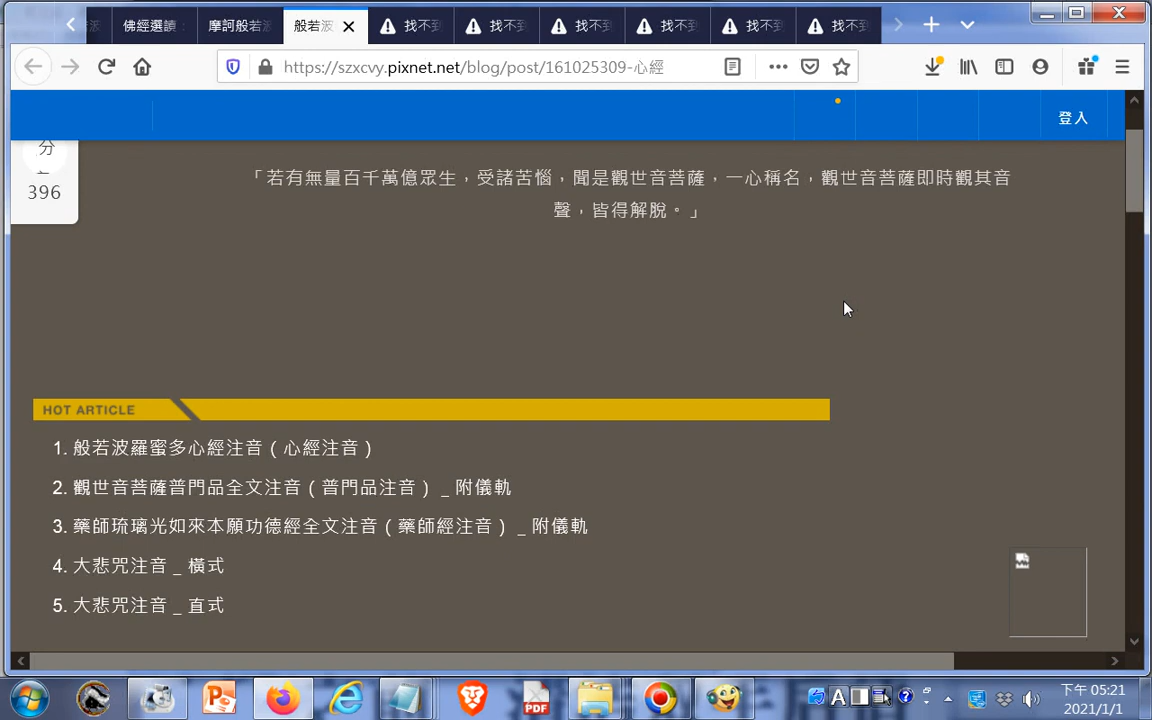 佛經選讀
摩訶般若
般若波
找不到
找不到
找不到
找不到
找不到
找不到
https://szxcvy.pixnet.net/blog/post/161025309-心經
登入
分
396
「若有無量百千萬億眾生，受諸苦惱，聞是觀世音菩薩，一心稱名，觀世音菩薩即時觀其音
聲，皆得解脫。」
HOT ARTICLE
1. 般若波羅蜜多心經注音（心經注音）
2. 觀世音菩薩普門品全文注音（普門品注音）_ 附儀軌
3. 藥師琉璃光如來本願功德經全文注音（藥師經注音）_ 附儀軌
4. 大悲咒注音 _ 橫式
5. 大悲咒注音 _ 直式
PDF
A
下午 05:21
2021/1/1